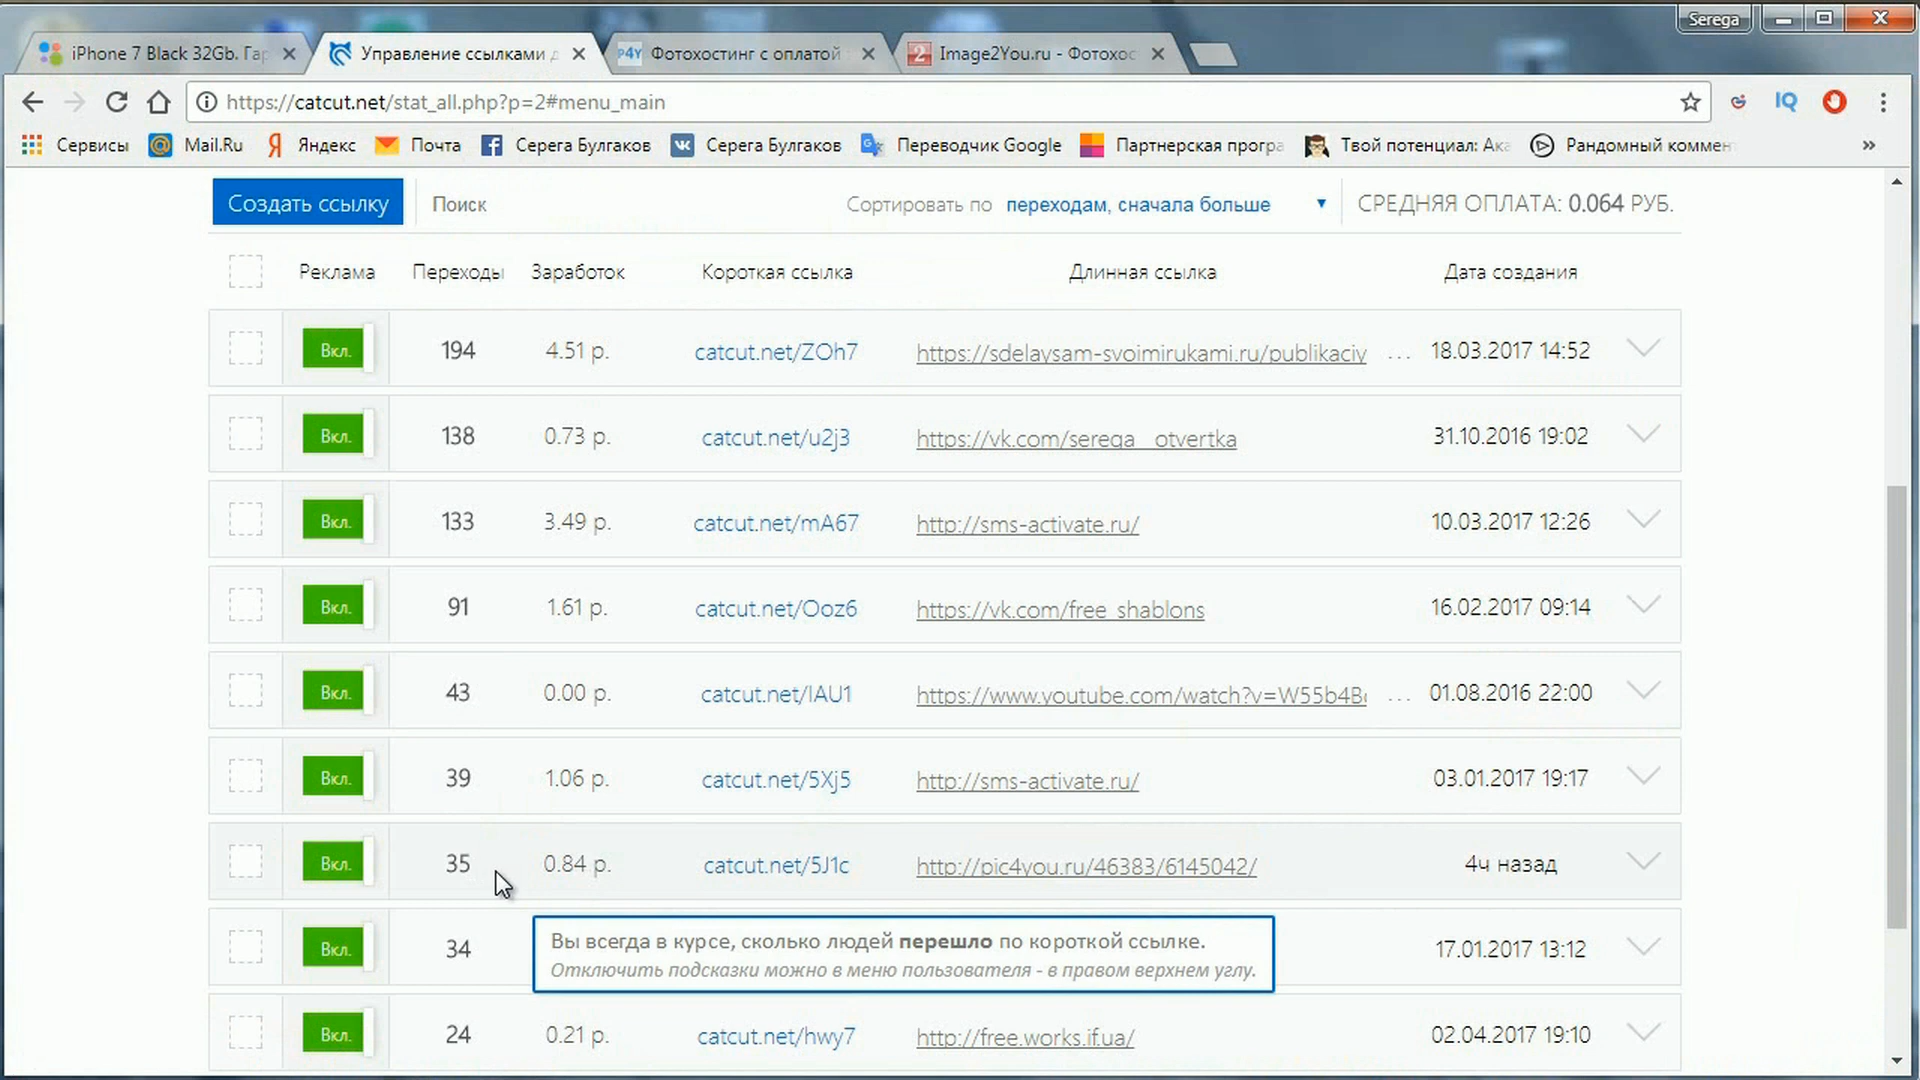 Serega
iPhone 7 Black 32Gb. Гар
Управление ссылками д
P4Y Фотохостинг с оплатой
2 Image2You.ru - Фотохос
https://catcut.net/stat_all.php?p=2#menu_main
IQ
Сервисы Mail.Ru Яндекс Почта Серега Булгаков Серега Булгаков Переводчик Google Партнерская програ Твой потенциал: Ака Рандомный коммен
Создать ссылку Поиск Сортировать по переходам, сначала больше СРЕДНЯЯ ОПЛАТА: 0.064 РУБ.
Реклама Переходы Заработок Короткая ссылка Длинная ссылка Дата создания
Вкл. 194 4.51 р. catcut.net/ZOh7 https://sdelaysam-svoimirukami.ru/publikaciy ... 18.03.2017 14:52
Вкл. 138 0.73 р. catcut.net/u2j3 https://vk.com/serega__otvertka 31.10.2016 19:02
Вкл. 133 3.49 р. catcut.net/mA67 http://sms-activate.ru/ 10.03.2017 12:26
Вкл. 91 1.61 р. catcut.net/Ooz6 https://vk.com/free_shablons 16.02.2017 09:14
Вкл. 43 0.00 р. catcut.net/IAU1 https://www.youtube.com/watch?v=W55b4B ... 01.08.2016 22:00
Вкл. 39 1.06 р. catcut.net/5Xj5 http://sms-activate.ru/ 03.01.2017 19:17
Вкл. 35 0.84 р. catcut.net/5J1c http://pic4you.ru/46383/6145042/ 4ч назад
Вкл. 34 17.01.2017 13:12
Вы всегда в курсе, сколько людей перешло по короткой ссылке.
Отключить подсказки можно в меню пользователя - в правом верхнем углу.
Вкл. 24 0.21 р. catcut.net/hwy7 http://free.works.if.ua/ 02.04.2017 19:10